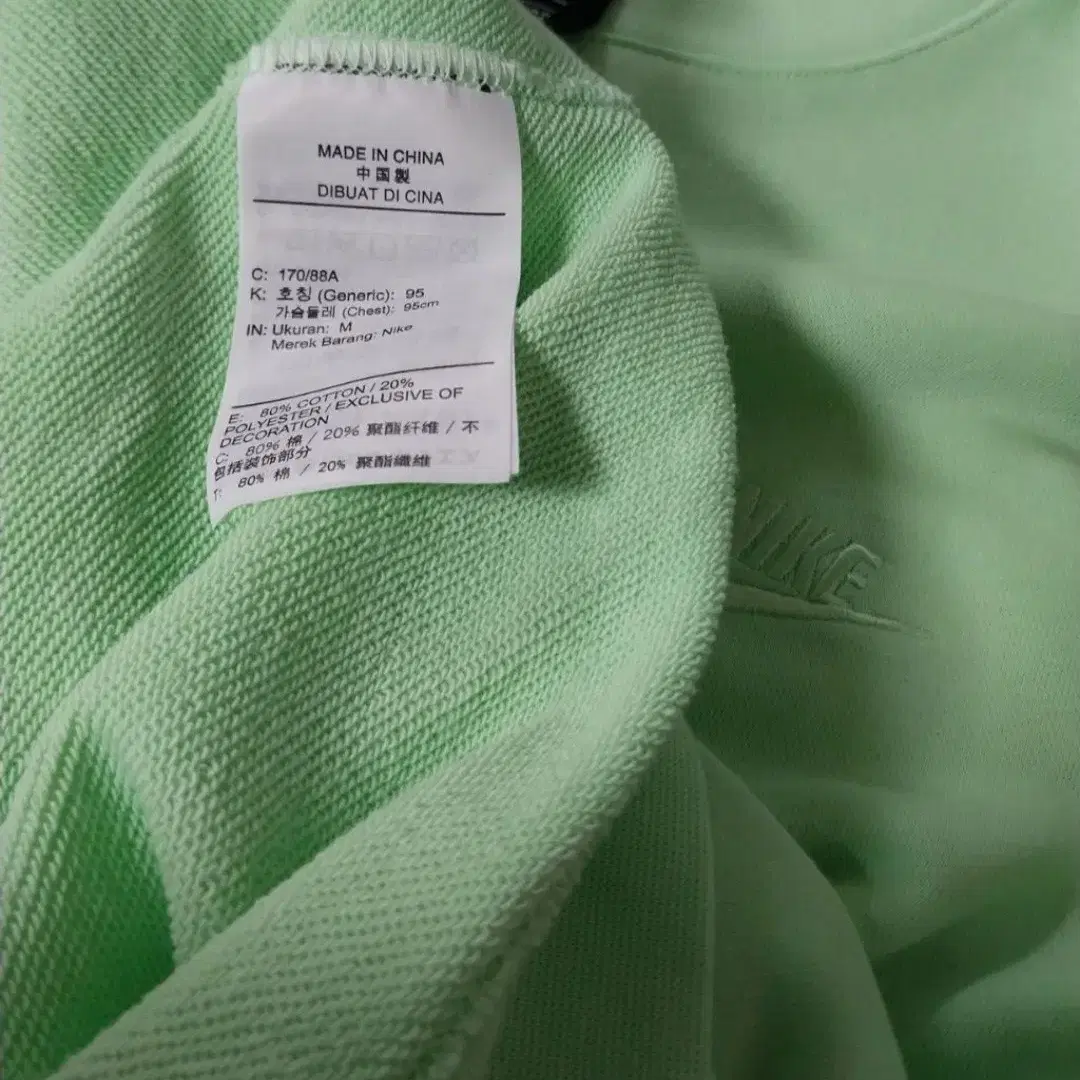 MADE IN CHINA
中国製
DIBUAT DI CINA
C: 170/88A
K: 호칭 (Generic): 95
가슴둘레 (Chest): 95cm
IN: Ukuran: M
Merek Barang: Nike
E: 80% COTTON / 20%
POLYESTER / EXCLUSIVE OF
DECORATION
C: 80% 棉 / 20% 聚酯纤维 / 不
包括装饰部分
T: 80% 棉 / 20% 聚酯纖維
NIKE